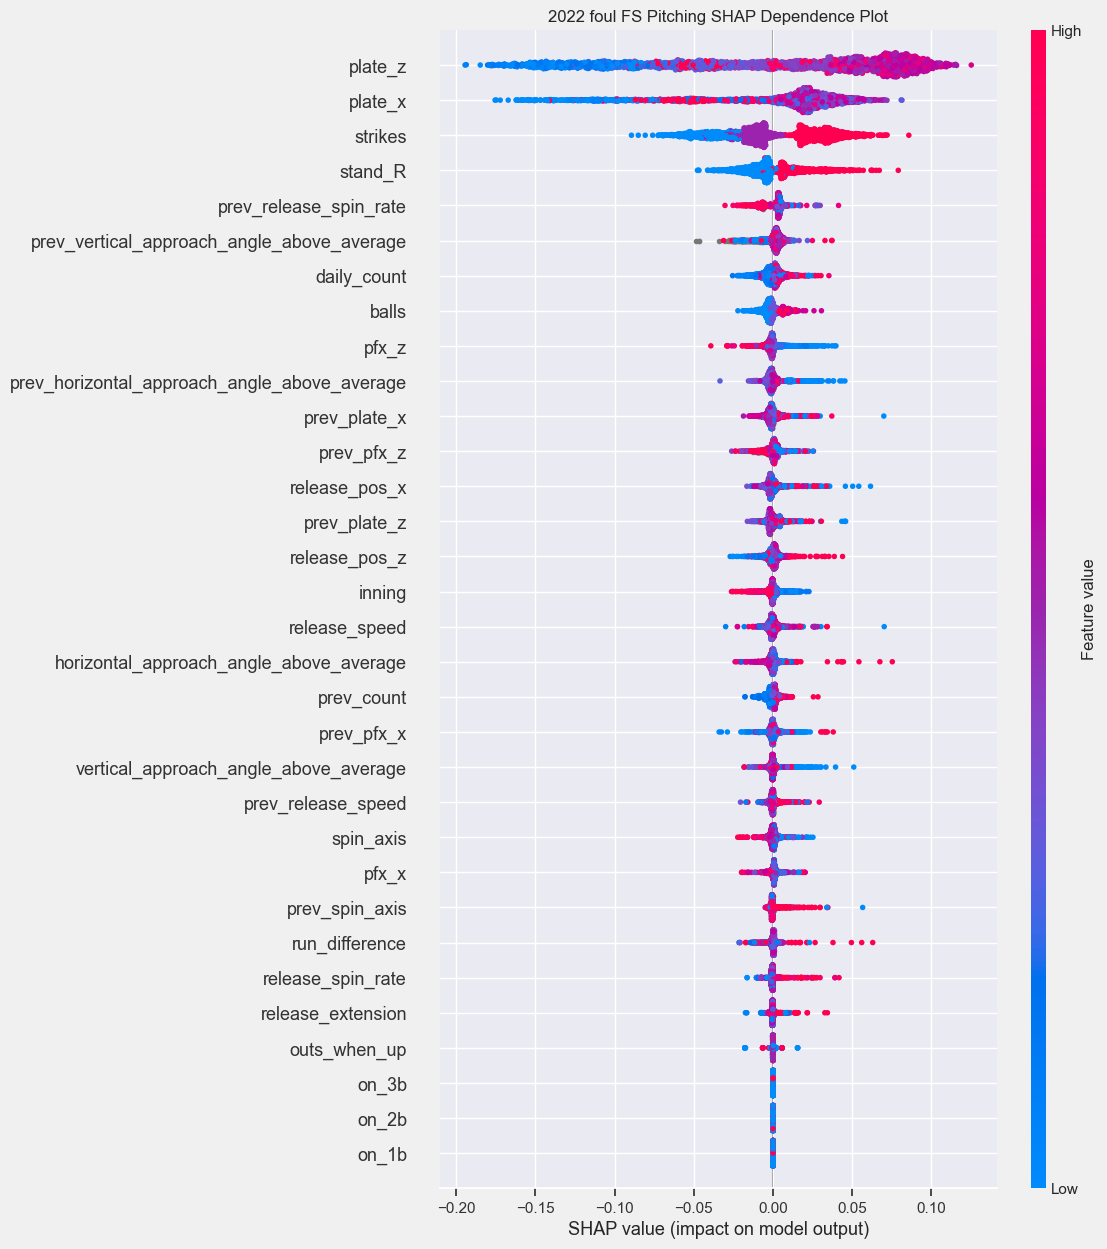 2022 foul FS Pitching SHAP Dependence Plot
High
plate_z
plate_x
strikes
stand_R
prev_release_spin_rate
prev_vertical_approach_angle_above_average
daily_count
balls
pfx_z
prev_horizontal_approach_angle_above_average
prev_plate_x
prev_pfx_z
release_pos_x
prev_plate_z
release_pos_z
inning
release_speed
horizontal_approach_angle_above_average
prev_count
prev_pfx_x
vertical_approach_angle_above_average
prev_release_speed
spin_axis
pfx_x
prev_spin_axis
run_difference
release_spin_rate
release_extension
outs_when_up
on_3b
on_2b
on_1b
Feature value
Low
−0.20 −0.15 −0.10 −0.05 0.00 0.05 0.10
SHAP value (impact on model output)